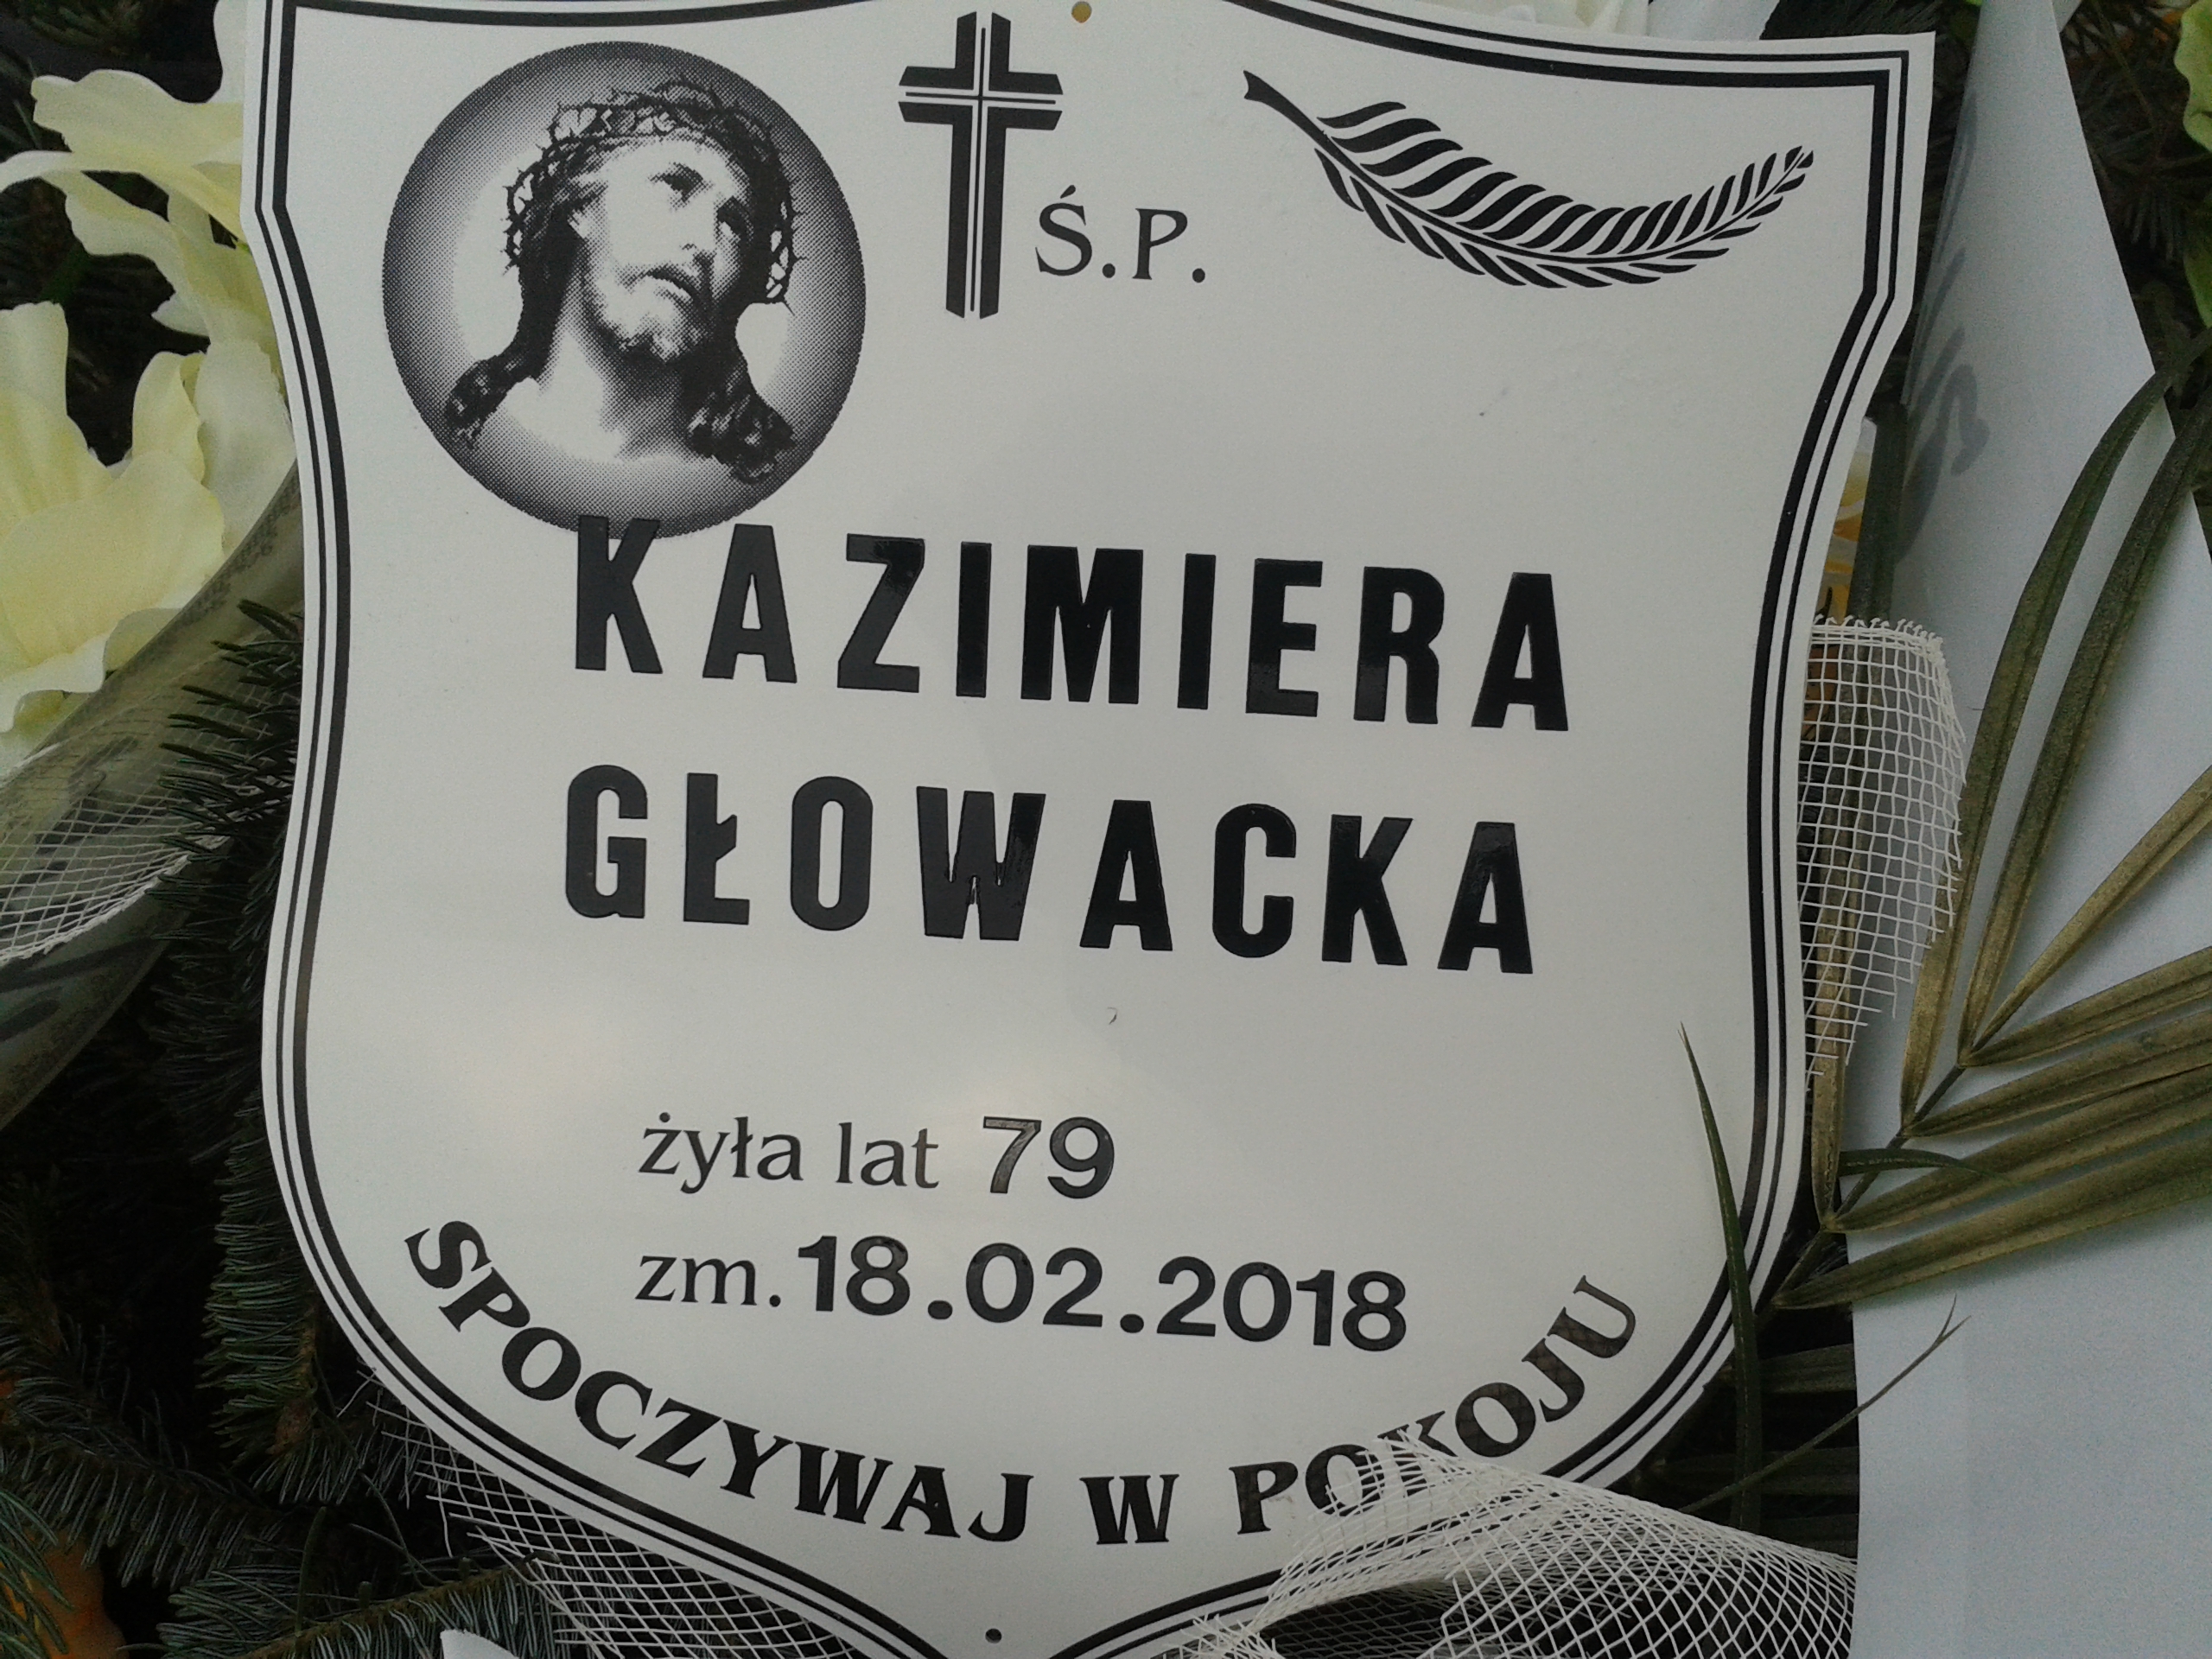 Ś.P.
KAZIMIERA
GŁOWACKA
żyła lat 79
zm. 18.02.2018
SPOCZYWAJ W POKOJU